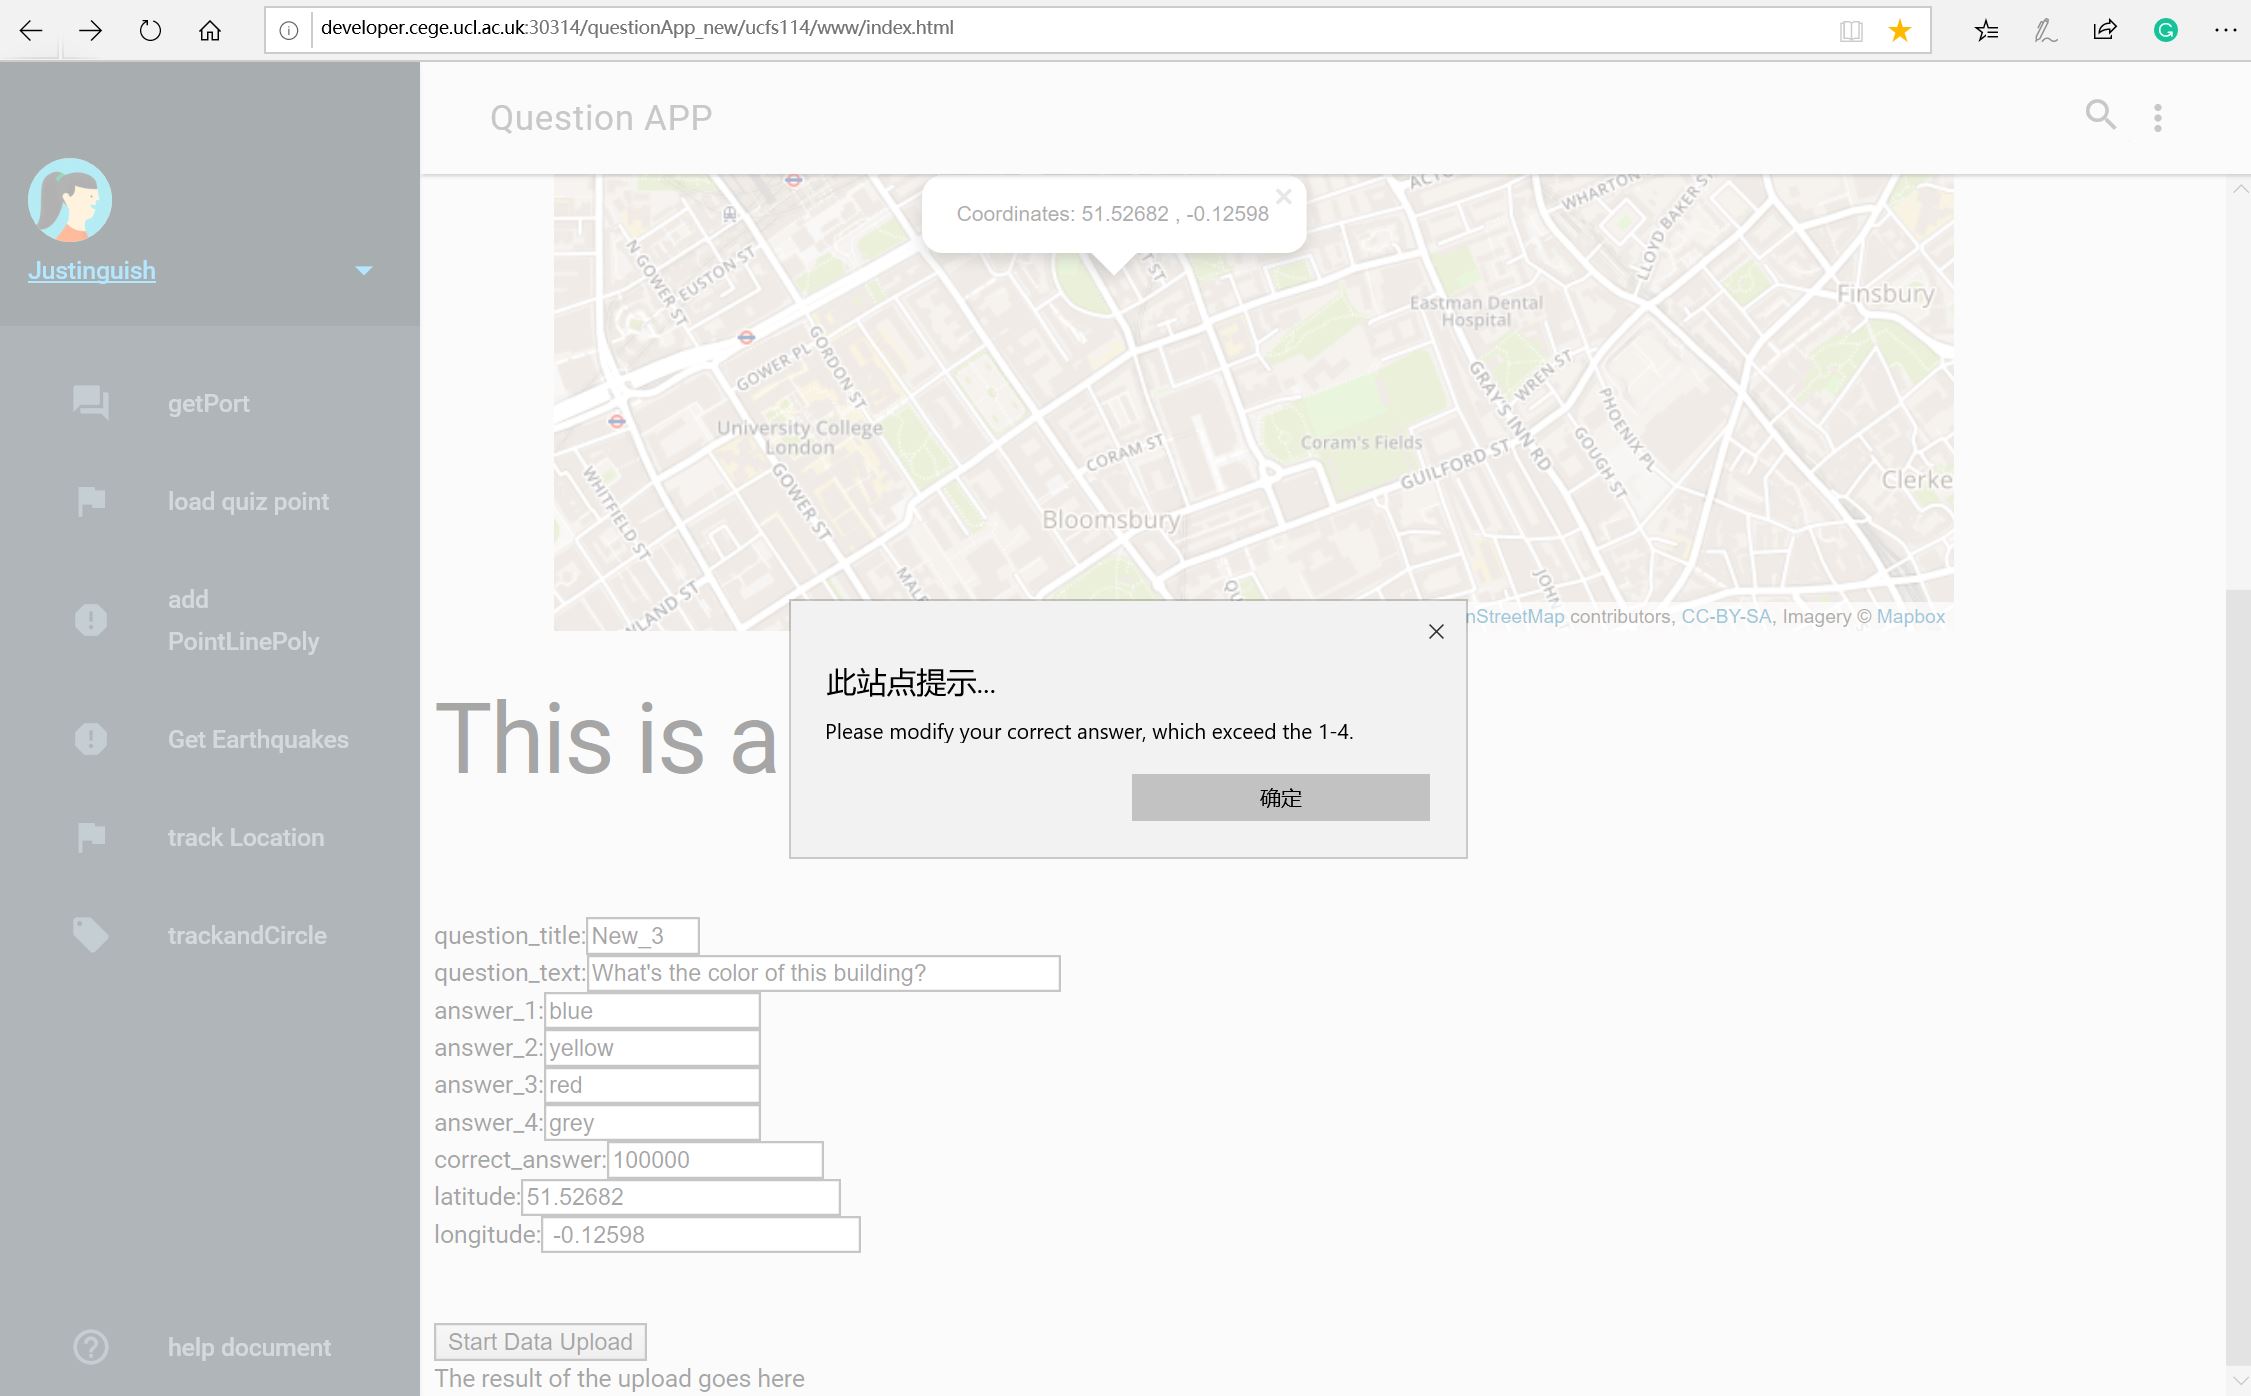 developer.cege.ucl.ac.uk:30314/questionApp_new/ucfs114/www/index.html
Question APP
Justinguish
getPort
load quiz point
add
PointLinePoly
Get Earthquakes
track Location
trackandCircle
help document
Coordinates: 51.52682 , -0.12598
WHARTON
LLOYD BAKER S
N GOWER ST
EUSTON ST
GOWER PL
GORDON ST
Eastman Dental
Hospital
Finsbury
University College
London
CORAM ST
Coram's Fields
GUILFORD ST
GRAY'S INN RD
WREN ST
PHOENIX PL
GOUGH ST
Clerke
WHITFIELD ST
GOWER ST
Bloomsbury
nStreetMap contributors, CC-BY-SA, Imagery © Mapbox
此站点提示...
Please modify your correct answer, which exceed the 1-4.
确定
This is a
question_title:New_3
question_text:What's the color of this building?
answer_1:blue
answer_2:yellow
answer_3:red
answer_4:grey
correct_answer:100000
latitude:51.52682
longitude: -0.12598
Start Data Upload
The result of the upload goes here